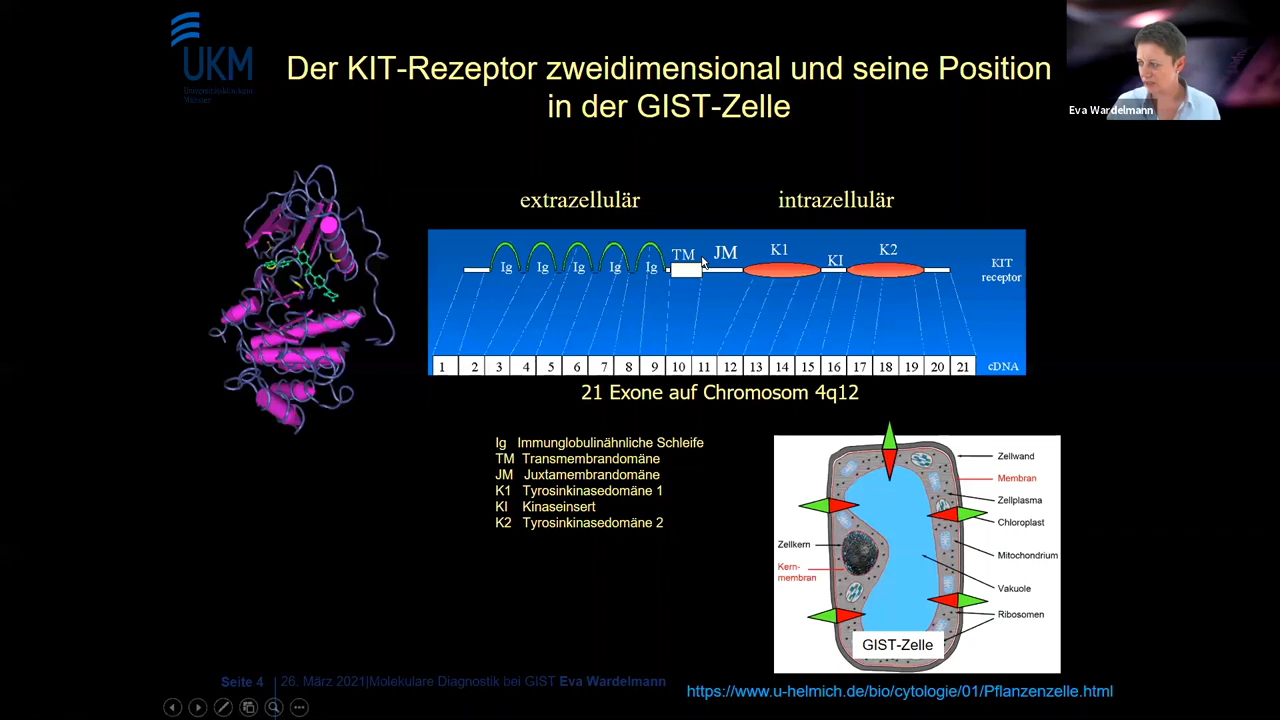 UKM
Universitätsklinikum
Münster
Der KIT-Rezeptor zweidimensional und seine Position
in der GIST-Zelle
Eva Wardelmann
extrazellulär
intrazellulär
Ig Ig Ig Ig Ig TM JM K1 KI K2
KIT
receptor
1 2 3 4 5 6 7 8 9 10 11 12 13 14 15 16 17 18 19 20 21 cDNA
21 Exone auf Chromosom 4q12
Ig Immunglobulinähnliche Schleife
TM Transmembrandomäne
JM Juxtamembrandomäne
K1 Tyrosinkinasedomäne 1
KI Kinaseinsert
K2 Tyrosinkinasedomäne 2
Zellwand
Membran
Zellplasma
Chloroplast
Mitochondrium
Vakuole
Ribosomen
Zellkern
Kern-
membran
GIST-Zelle
Seite 4 26. März 2021|Molekulare Diagnostik bei GIST Eva Wardelmann
https://www.u-helmich.de/bio/cytologie/01/Pflanzenzelle.html